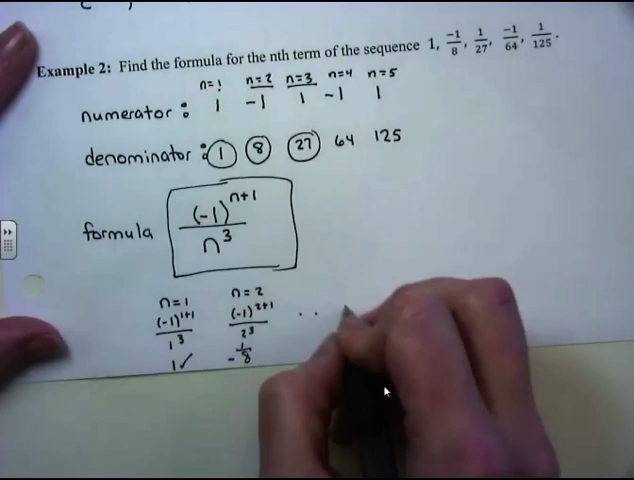 Example 2: Find the formula for the nth term of the sequence 1, -1/8, 1/27, -1/64, 1/125.
n=1 n=2 n=3 n=4 n=5
numerator: 1 -1 1 -1 1
denominator: 1 8 27 64 125
formula (-1)^(n+1)/n^3
n=1 n=2
(-1)^(1+1)/1^3 (-1)^(2+1)/2^3 . .
1✓ -1/8